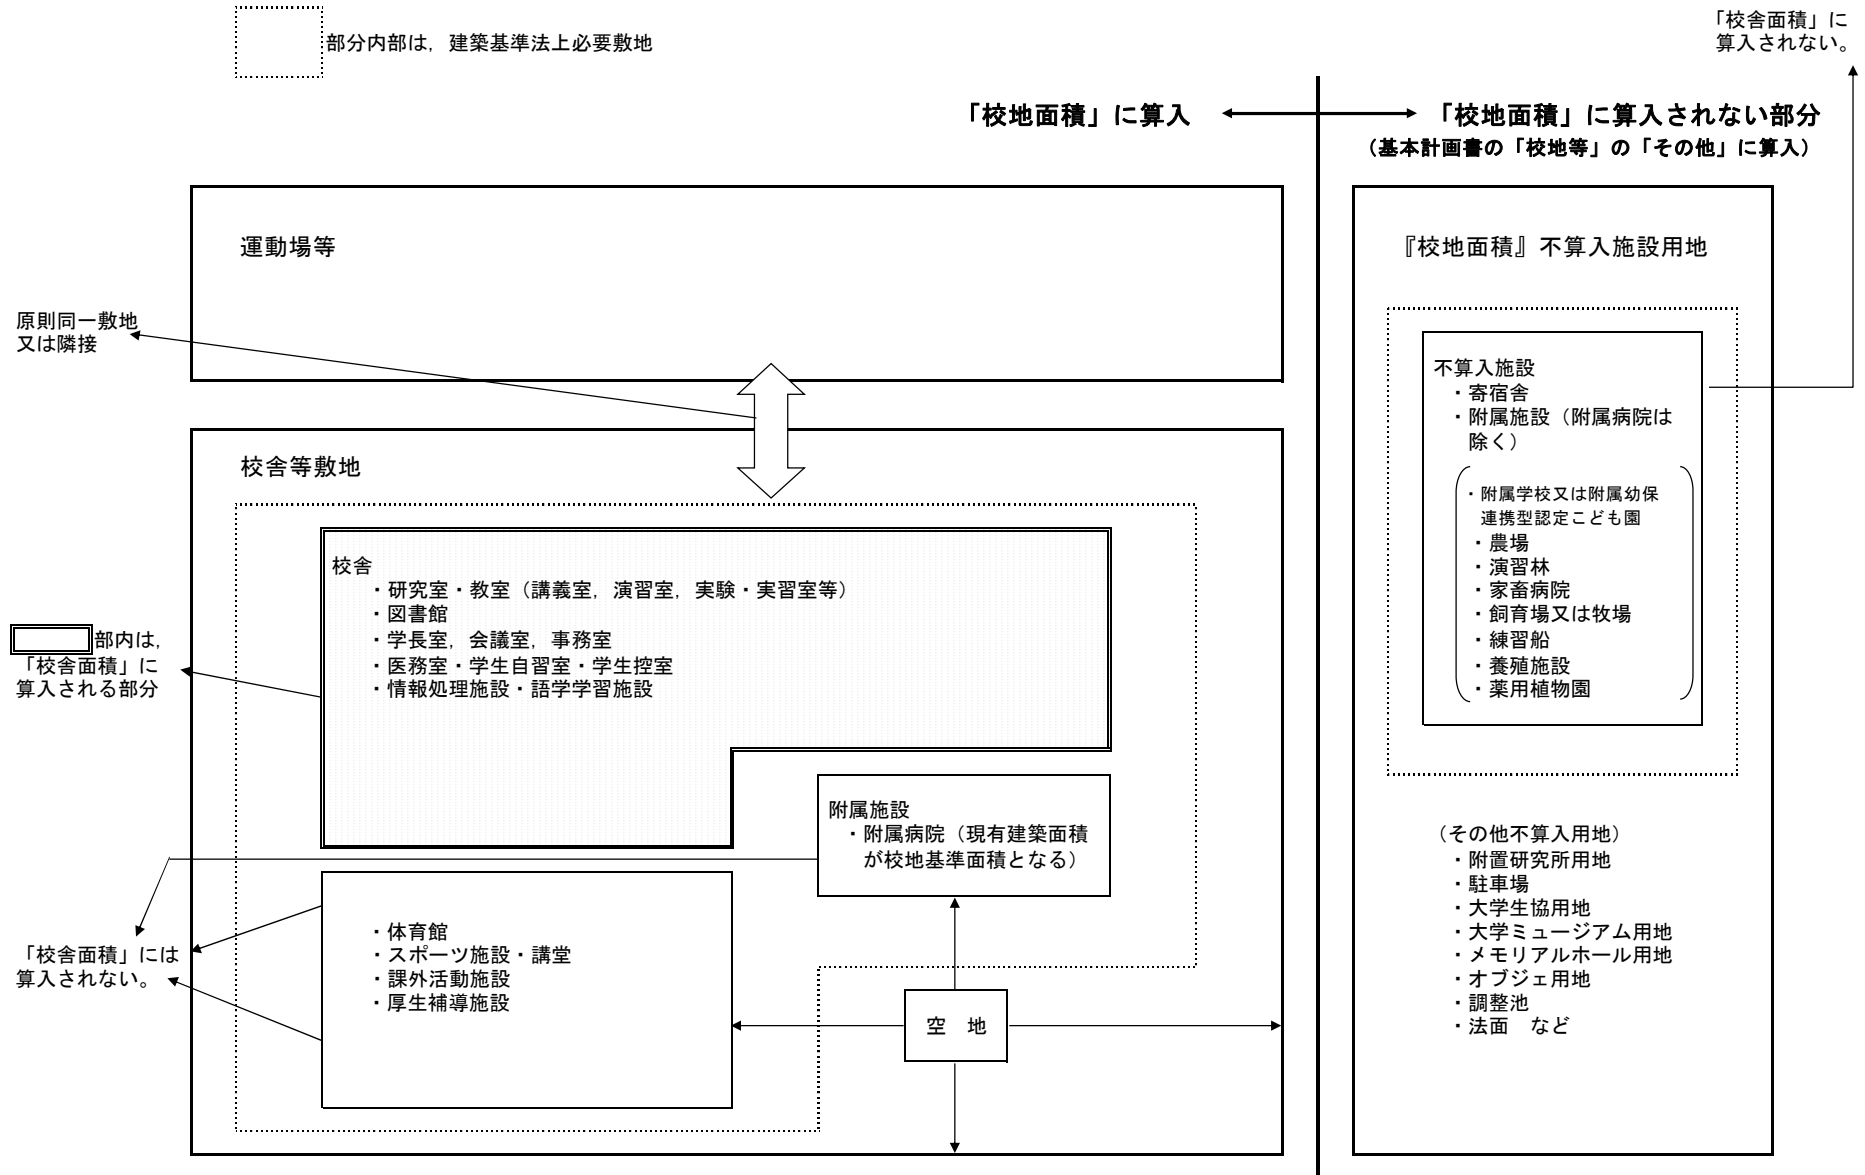 部分内部は，建築基準法上必要敷地
「校舎面積」に
算入されない。
「校地面積」に算入
「校地面積」に算入されない部分
（基本計画書の「校地等」の「その他」に算入）
運動場等
原則同一敷地
又は隣接
校舎等敷地
校舎
・研究室・教室（講義室，演習室，実験・実習室等）
・図書館
・学長室，会議室，事務室
・医務室・学生自習室・学生控室
・情報処理施設・語学学習施設
部内は，
「校舎面積」に
算入される部分
附属施設
・附属病院（現有建築面積
が校地基準面積となる）
・体育館
・スポーツ施設・講堂
・課外活動施設
・厚生補導施設
「校舎面積」には
算入されない。
空　地
『校地面積』不算入施設用地
不算入施設
・寄宿舎
・附属施設（附属病院は
除く）
・附属学校又は附属幼保
連携型認定こども園
・農場
・演習林
・家畜病院
・飼育場又は牧場
・練習船
・養殖施設
・薬用植物園
（その他不算入用地）
・附置研究所用地
・駐車場
・大学生協用地
・大学ミュージアム用地
・メモリアルホール用地
・オブジェ用地
・調整池
・法面　など